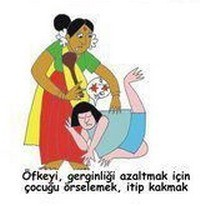 Öfkeyi, gerginliği azaltmak için
çocuğu örselemek, itip kakmak